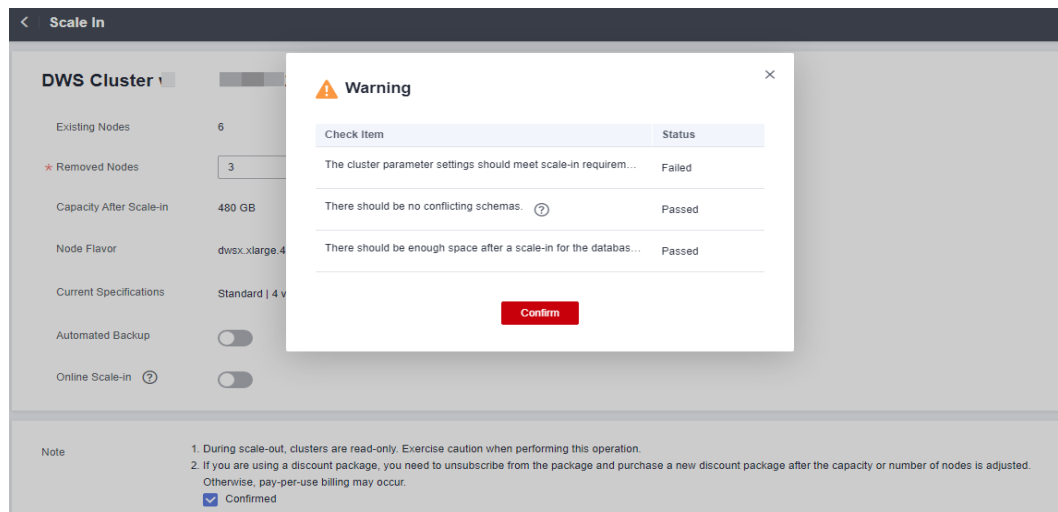 Scale In
DWS Cluster
Warning
Existing Nodes 6
Check Item Status
Removed Nodes 3
The cluster parameter settings should meet scale-in requirem... Failed
Capacity After Scale-in 480 GB
There should be no conflicting schemas. Passed
Node Flavor dwsx.xlarge.4
There should be enough space after a scale-in for the databas... Passed
Current Specifications Standard | 4 v
Confirm
Automated Backup
Online Scale-in
Note
1. During scale-out, clusters are read-only. Exercise caution when performing this operation.
2. If you are using a discount package, you need to unsubscribe from the package and purchase a new discount package after the capacity or number of nodes is adjusted.
Otherwise, pay-per-use billing may occur.
Confirmed